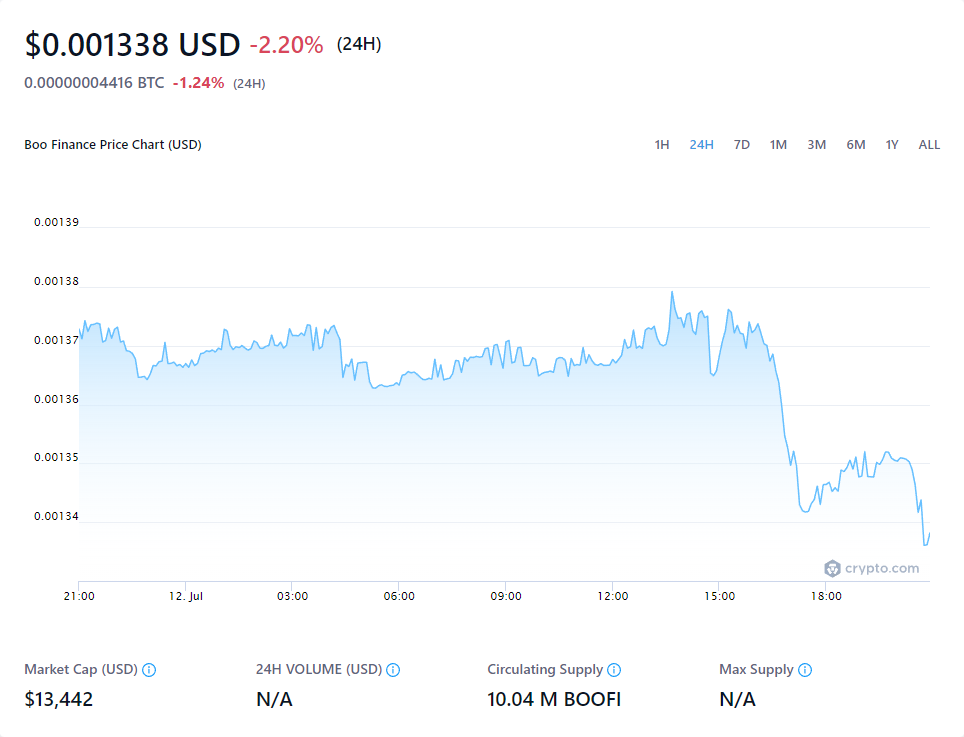 $0.001338 USD -2.20% (24H)
0.00000004416 BTC -1.24% (24H)
Boo Finance Price Chart (USD) 1H 24H 7D 1M 3M 6M 1Y ALL
0.00139
0.00138
0.00137
0.00136
0.00135
0.00134
crypto.com
21:00 12. Jul 03:00 06:00 09:00 12:00 15:00 18:00
Market Cap (USD) 24H VOLUME (USD) Circulating Supply Max Supply
$13,442 N/A 10.04 M BOOFI N/A